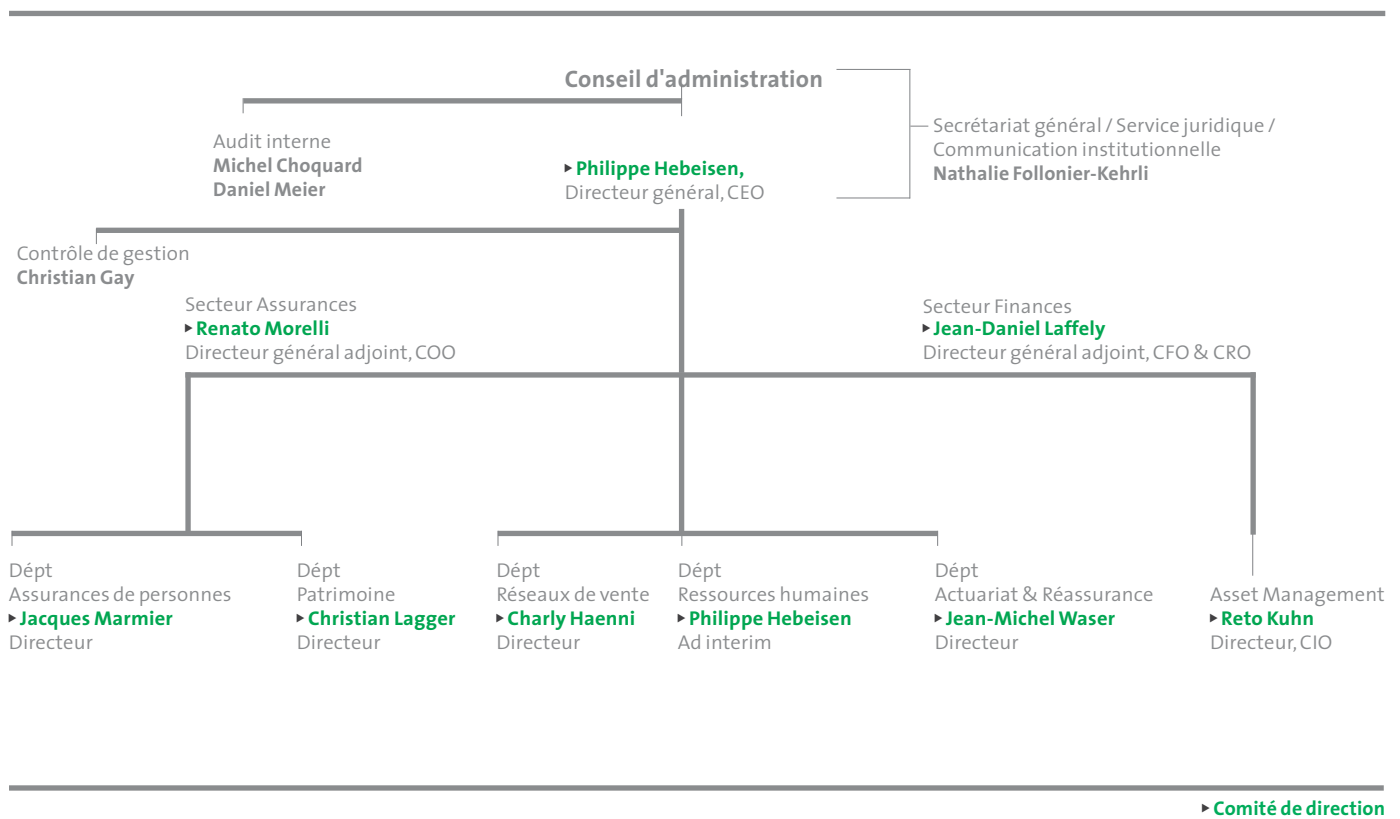 Conseil d'administration
Audit interne
Michel Choquard
Daniel Meier
▸ Philippe Hebeisen,
Directeur général, CEO
Secrétariat général / Service juridique /
Communication institutionnelle
Nathalie Follonier-Kehrli
Contrôle de gestion
Christian Gay
Secteur Assurances
▸ Renato Morelli
Directeur général adjoint, COO
Secteur Finances
▸ Jean-Daniel Laffely
Directeur général adjoint, CFO & CRO
Dépt
Assurances de personnes
▸ Jacques Marmier
Directeur
Dépt
Patrimoine
▸ Christian Lagger
Directeur
Dépt
Réseaux de vente
▸ Charly Haenni
Directeur
Dépt
Ressources humaines
▸ Philippe Hebeisen
Ad interim
Dépt
Actuariat & Réassurance
▸ Jean-Michel Waser
Directeur
Asset Management
▸ Reto Kuhn
Directeur, CIO
▸ Comité de direction